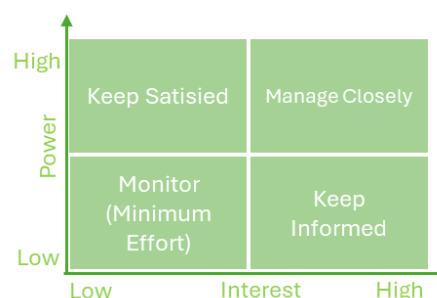 High
Keep Satisied
Manage Closely
Power
Monitor
(Minimum
Effort)
Keep
Informed
Low
Low
Interest
High